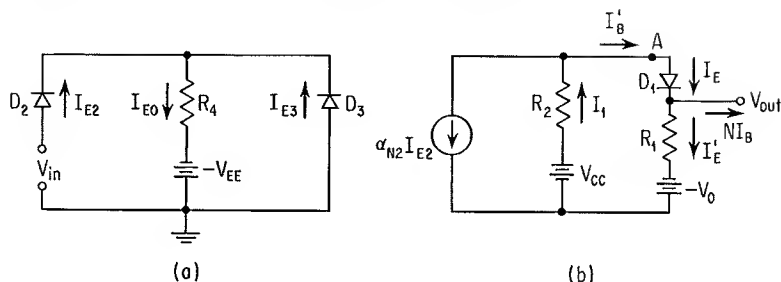 D2
IE2
Vin
IE0
R4
-VEE
IE3
D3
(a)
αN2IE2
R2
I1
VCC
I'B
A
D1
IE
Vout
NIB
R1
I'E
-V0
(b)